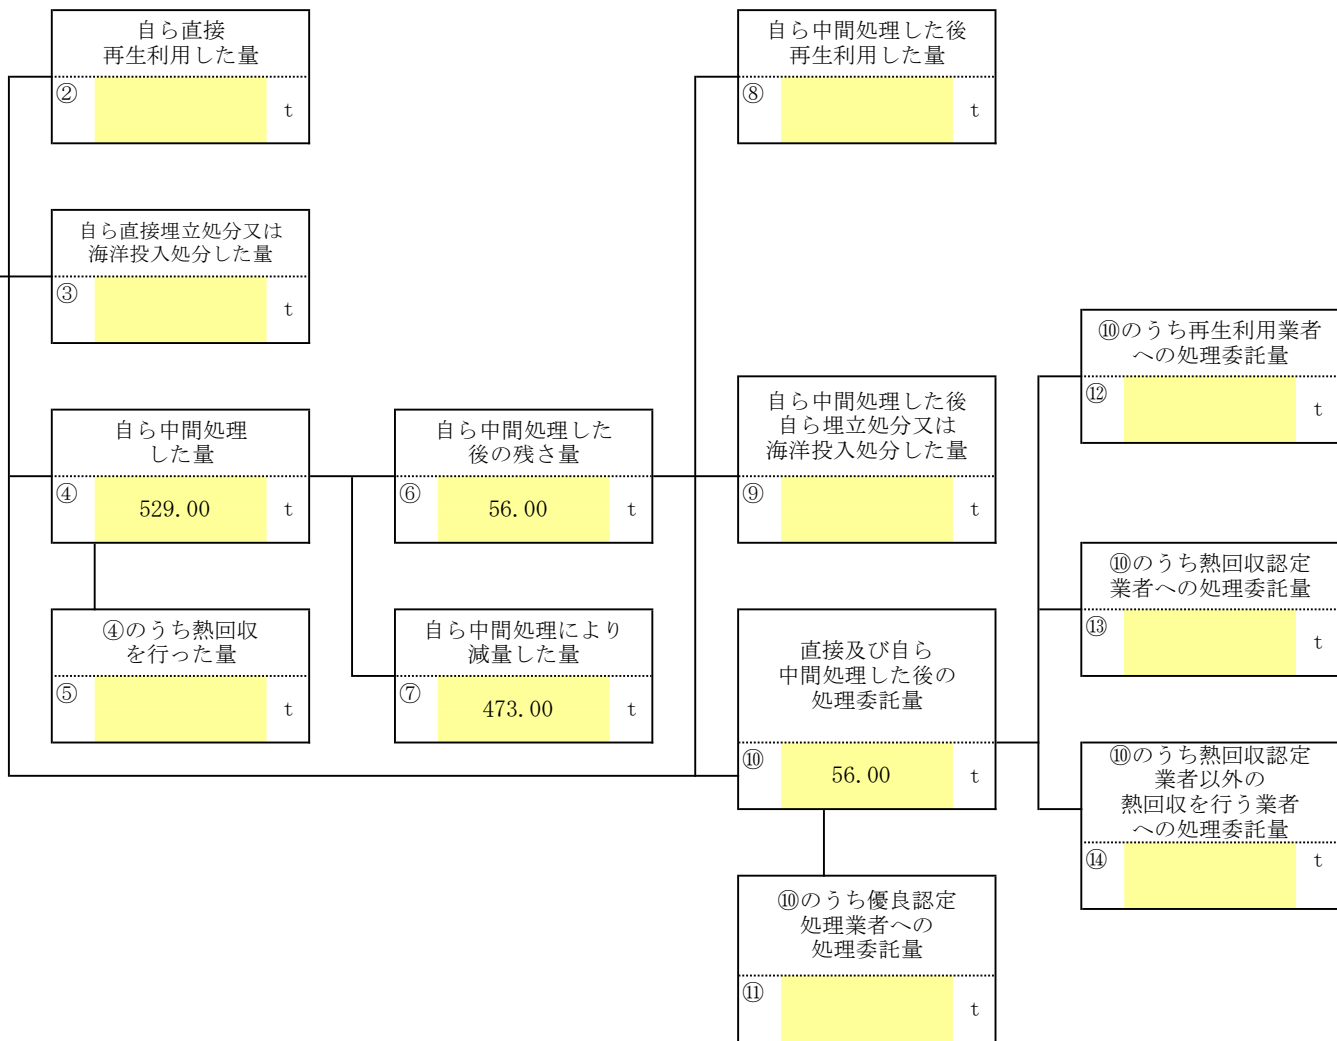 自ら直接
再生利用した量
②
t
自ら中間処理した後
再生利用した量
⑧
t
自ら直接埋立処分又は
海洋投入処分した量
③
t
⑩のうち再生利用業者
への処理委託量
⑫
t
自ら中間処理
した量
④
529.00
t
自ら中間処理した
後の残さ量
⑥
56.00
t
自ら中間処理した後
自ら埋立処分又は
海洋投入処分した量
⑨
t
⑩のうち熱回収認定
業者への処理委託量
⑬
t
④のうち熱回収
を行った量
⑤
t
自ら中間処理により
減量した量
⑦
473.00
t
直接及び自ら
中間処理した後の
処理委託量
⑩
56.00
t
⑩のうち熱回収認定
業者以外の
熱回収を行う業者
への処理委託量
⑭
t
⑩のうち優良認定
処理業者への
処理委託量
⑪
t